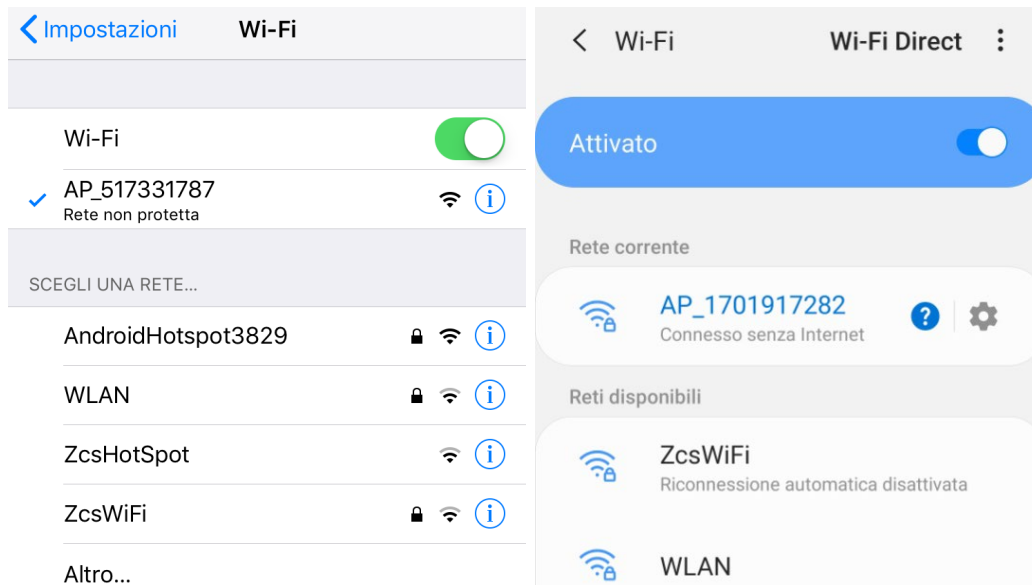 Impostazioni
Wi-Fi
Wi-Fi
AP_517331787
Rete non protetta
SCEGLI UNA RETE...
AndroidHotspot3829
WLAN
ZcsHotSpot
ZcsWiFi
Altro...
Wi-Fi
Wi-Fi Direct
Attivato
Rete corrente
AP_1701917282
Connesso senza Internet
Reti disponibili
ZcsWiFi
Riconnessione automatica disattivata
WLAN